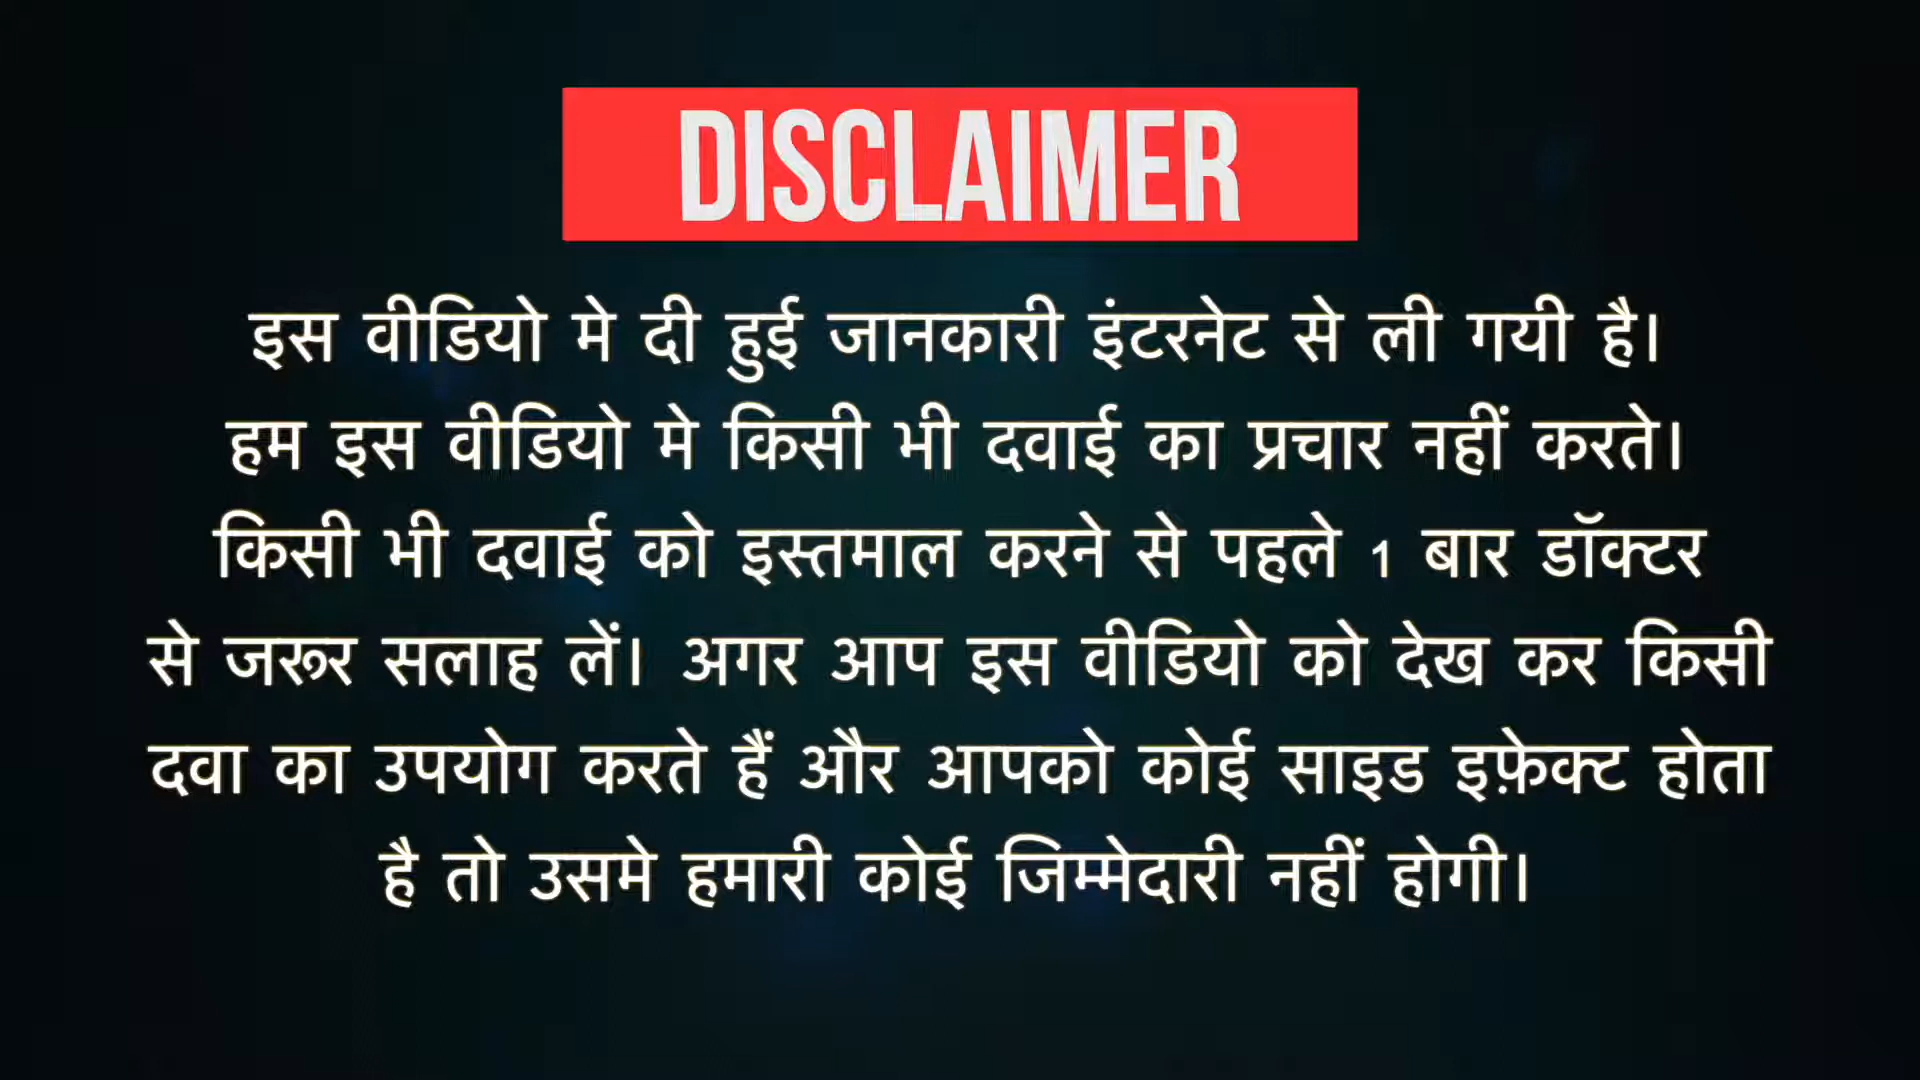 DISCLAIMER
इस वीडियो मे दी हुई जानकारी इंटरनेट से ली गयी है।
हम इस वीडियो मे किसी भी दवाई का प्रचार नहीं करते।
किसी भी दवाई को इस्तमाल करने से पहले 1 बार डॉक्टर
से जरूर सलाह लें। अगर आप इस वीडियो को देख कर किसी
दवा का उपयोग करते हैं और आपको कोई साइड इफ़ेक्ट होता
है तो उसमे हमारी कोई जिम्मेदारी नहीं होगी।